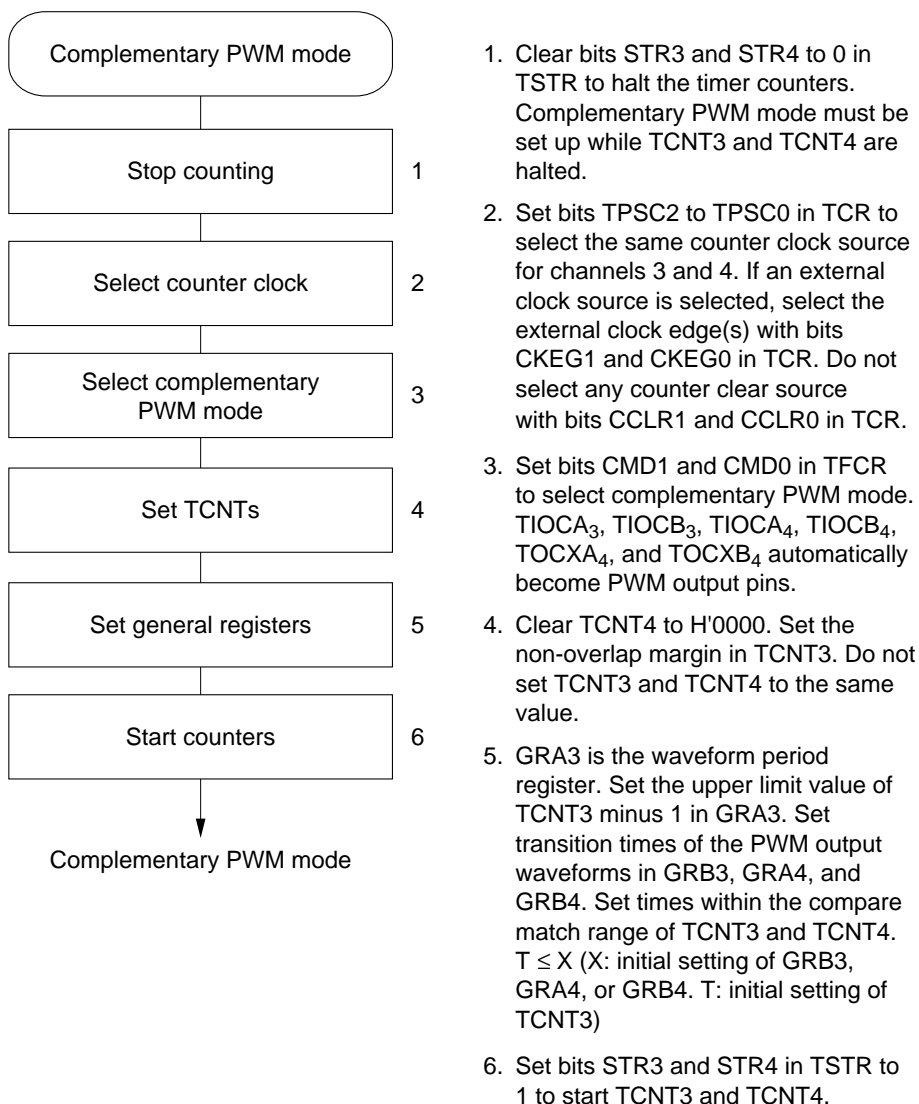 Complementary PWM mode
Stop counting
1
Select counter clock
2
Select complementary
PWM mode
3
Set TCNTs
4
Set general registers
5
Start counters
6
Complementary PWM mode
1. Clear bits STR3 and STR4 to 0 in
TSTR to halt the timer counters.
Complementary PWM mode must be
set up while TCNT3 and TCNT4 are
halted.
2. Set bits TPSC2 to TPSC0 in TCR to
select the same counter clock source
for channels 3 and 4. If an external
clock source is selected, select the
external clock edge(s) with bits
CKEG1 and CKEG0 in TCR. Do not
select any counter clear source
with bits CCLR1 and CCLR0 in TCR.
3. Set bits CMD1 and CMD0 in TFCR
to select complementary PWM mode.
TIOCA₃, TIOCB₃, TIOCA₄, TIOCB₄,
TOCXA₄, and TOCXB₄ automatically
become PWM output pins.
4. Clear TCNT4 to H'0000. Set the
non-overlap margin in TCNT3. Do not
set TCNT3 and TCNT4 to the same
value.
5. GRA3 is the waveform period
register. Set the upper limit value of
TCNT3 minus 1 in GRA3. Set
transition times of the PWM output
waveforms in GRB3, GRA4, and
GRB4. Set times within the compare
match range of TCNT3 and TCNT4.
T ≤ X (X: initial setting of GRB3,
GRA4, or GRB4. T: initial setting of
TCNT3)
6. Set bits STR3 and STR4 in TSTR to
1 to start TCNT3 and TCNT4.